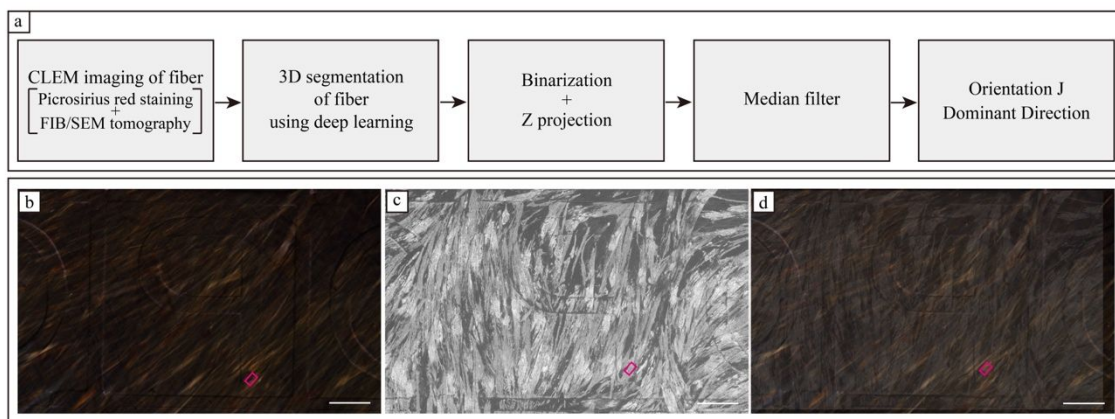 a
CLEM imaging of fiber
Picrosirius red staining
+
FIB/SEM tomography
3D segmentation
of fiber
using deep learning
Binarization
+
Z projection
Median filter
Orientation J
Dominant Direction
b
c
d